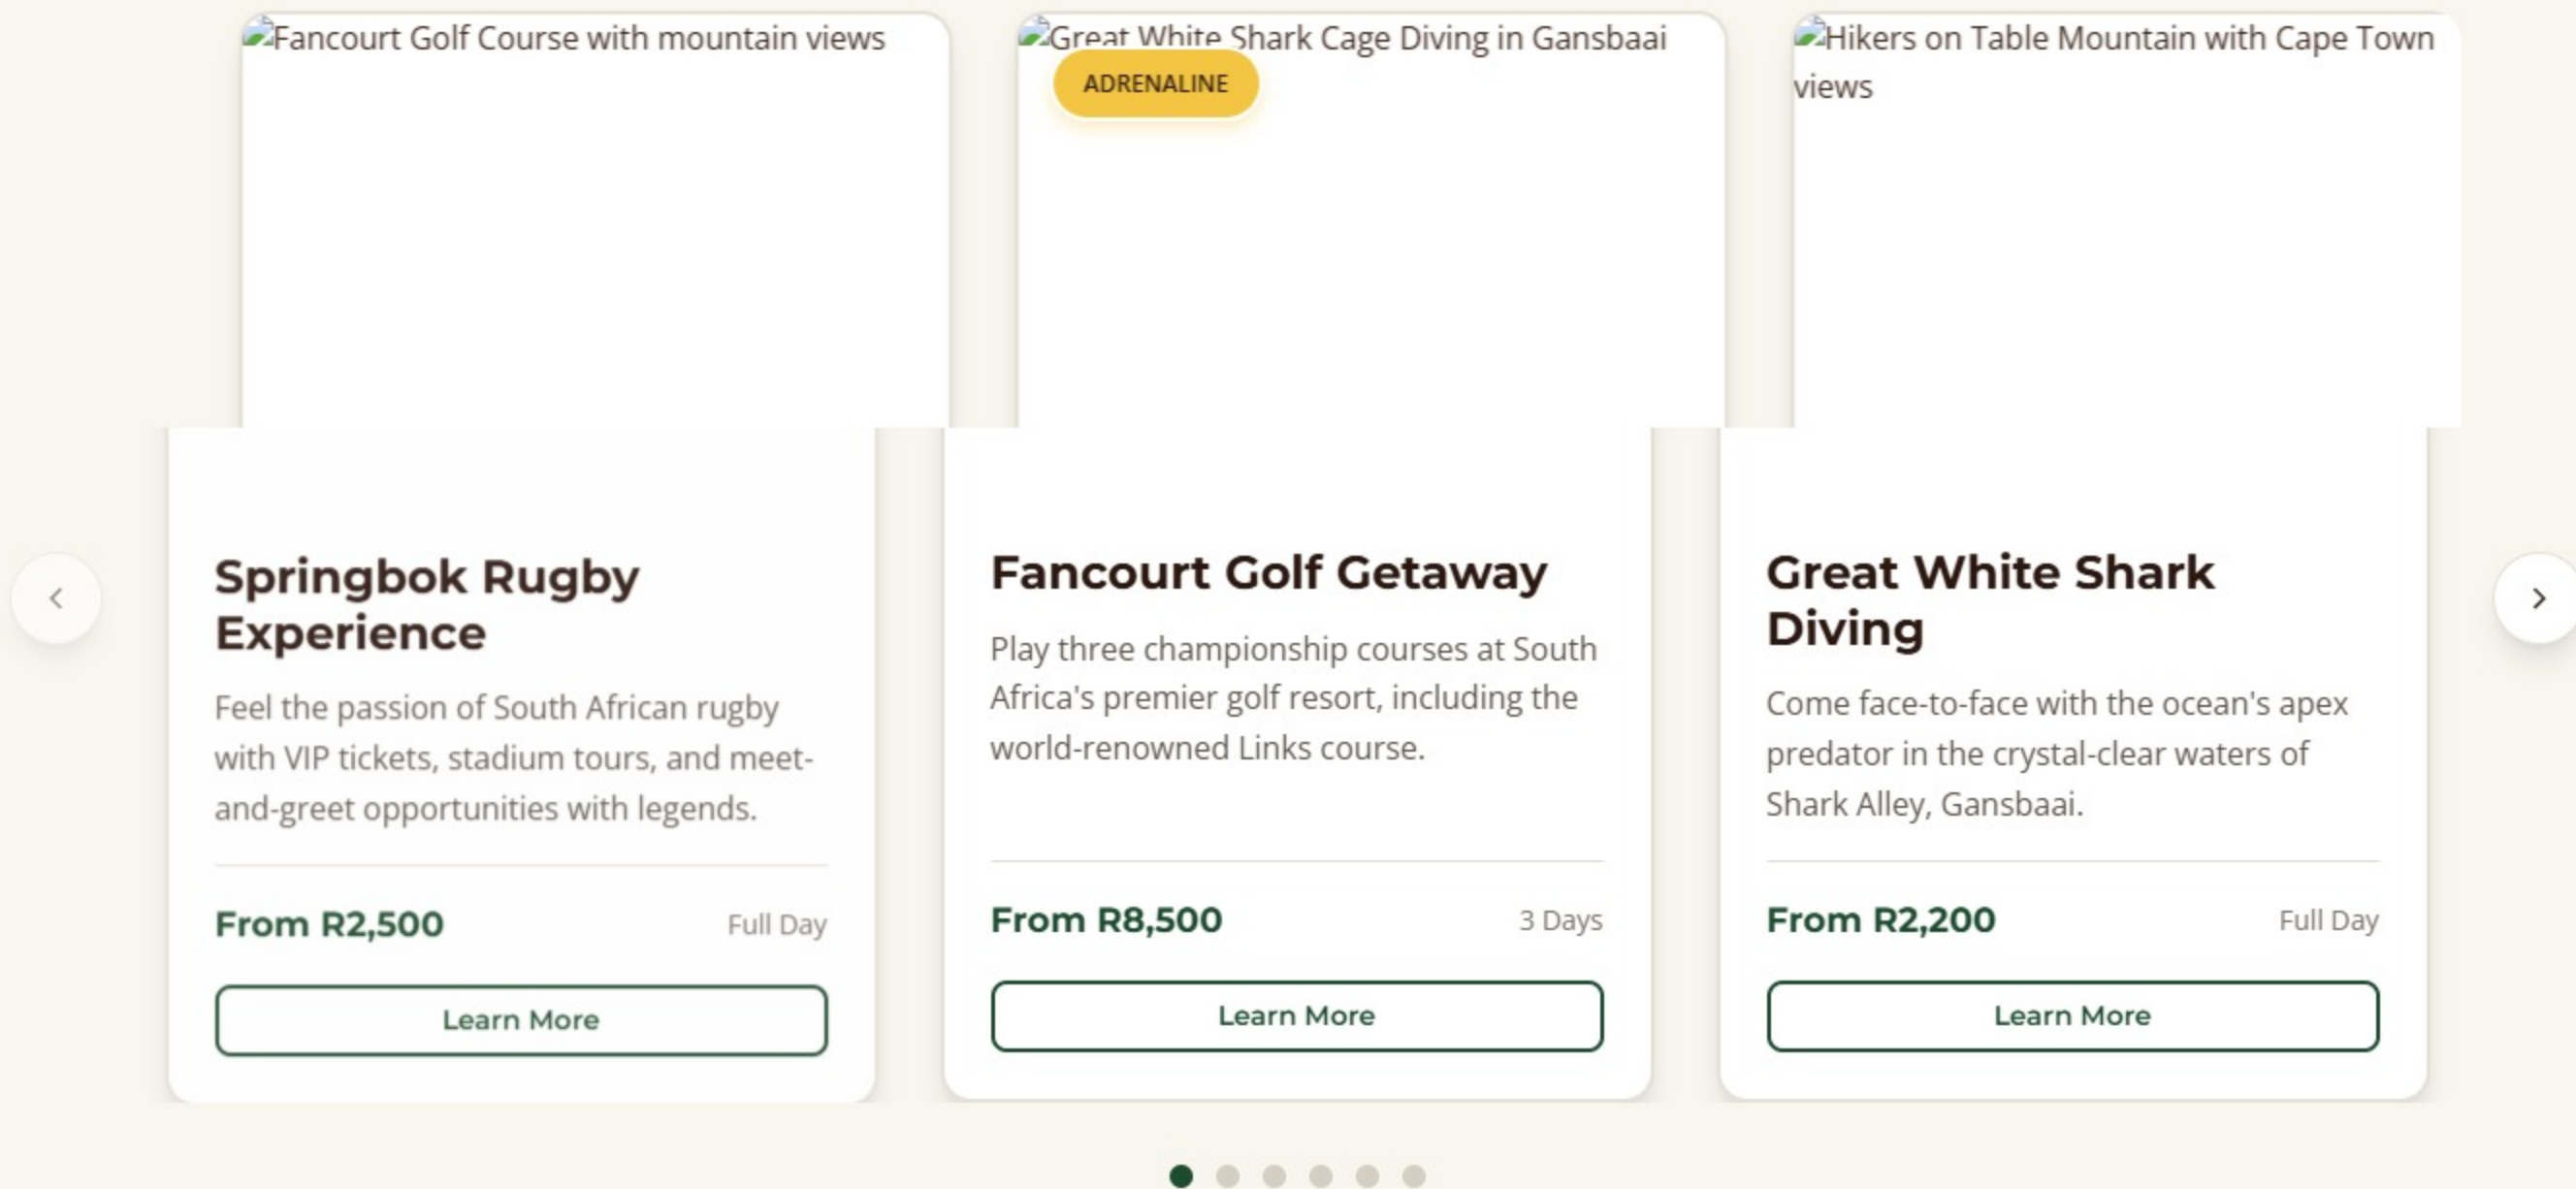 Fancourt Golf Course with mountain views
Great White Shark Cage Diving in Gansbaai
ADRENALINE
Hikers on Table Mountain with Cape Town
views
Springbok Rugby
Experience
Feel the passion of South African rugby
with VIP tickets, stadium tours, and meet-
and-greet opportunities with legends.
From R2,500
Full Day
Learn More
Fancourt Golf Getaway
Play three championship courses at South
Africa's premier golf resort, including the
world-renowned Links course.
From R8,500
3 Days
Learn More
Great White Shark
Diving
Come face-to-face with the ocean's apex
predator in the crystal-clear waters of
Shark Alley, Gansbaai.
From R2,200
Full Day
Learn More